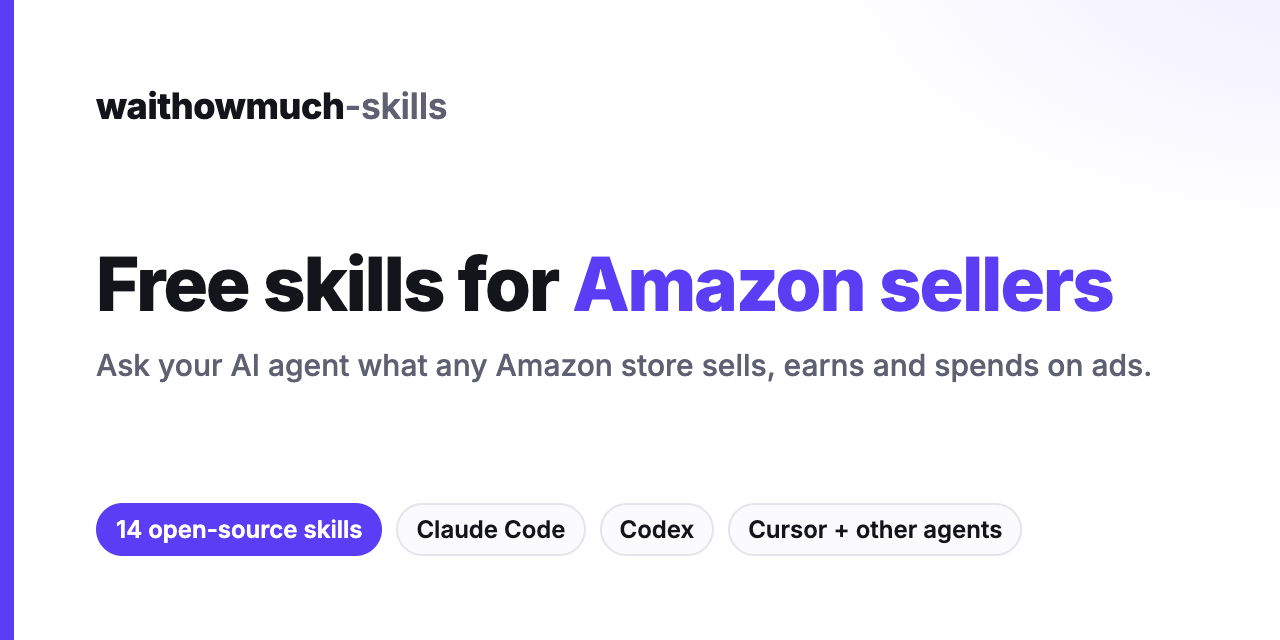 waithowmuch-skills
Free skills for Amazon sellers
Ask your AI agent what any Amazon store sells, earns and spends on ads.
14 open-source skills
Claude Code
Codex
Cursor + other agents